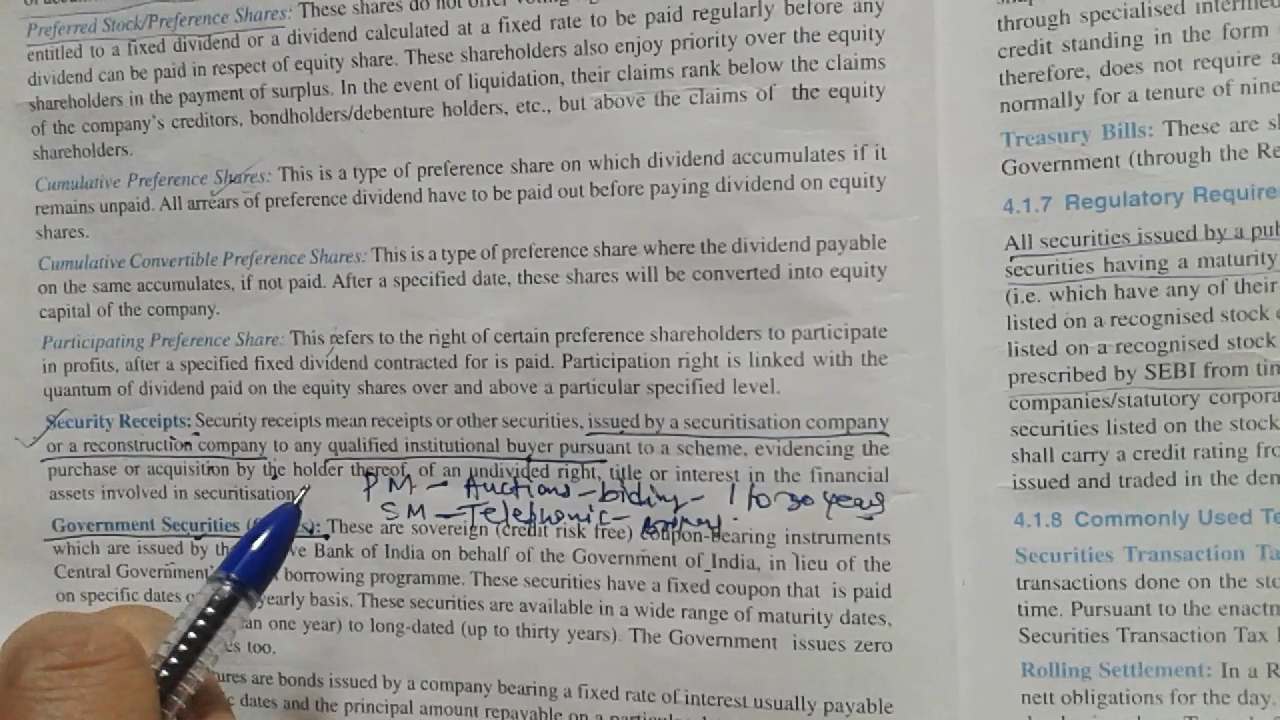 Preferred Stock/Preference Shares: These shares do not offer
entitled to a fixed dividend or a dividend calculated at a fixed rate to be paid regularly before any
dividend can be paid in respect of equity share. These shareholders also enjoy priority over the equity
shareholders in the payment of surplus. In the event of liquidation, their claims rank below the claims
of the company's creditors, bondholders/debenture holders, etc., but above the claims of the equity
shareholders.
Cumulative Preference Shares: This is a type of preference share on which dividend accumulates if it
remains unpaid. All arrears of preference dividend have to be paid out before paying dividend on equity
shares.
Cumulative Convertible Preference Shares: This is a type of preference share where the dividend payable
on the same accumulates, if not paid. After a specified date, these shares will be converted into equity
capital of the company.
Participating Preference Share: This refers to the right of certain preference shareholders to participate
in profits, after a specified fixed dividend contracted for is paid. Participation right is linked with the
quantum of dividend paid on the equity shares over and above a particular specified level.
Security Receipts: Security receipts mean receipts or other securities, issued by a securitisation company
or a reconstruction company to any qualified institutional buyer pursuant to a scheme, evidencing the
purchase or acquisition by the holder thereof, of an undivided right, title or interest in the financial
assets involved in securitisation
PM - Auctions - biding - 1 to 30 years
SM - Telephonic -
Government Securities These are sovereign (credit risk free) coupon-bearing instruments
which are issued by the Bank of India on behalf of the Government of India, in lieu of the
Central Government borrowing programme. These securities have a fixed coupon that is paid
on specific dates yearly basis. These securities are available in a wide range of maturity dates,
an one year) to long-dated (up to thirty years). The Government issues zero
too.
are bonds issued by a company bearing a fixed rate of interest usually payable
dates and the principal amount repayable on a
through specialised
credit standing in the form
therefore, does not require a
normally for a tenure of nine
Treasury Bills: These are
Government (through the
4.1.7 Regulatory
All securities issued by a
securities having a maturity
(i.e. which have any of their
listed on a recognised stock
listed on a recognised stock
prescribed by SEBI from
companies/statutory
securities listed on the stock
shall carry a credit rating
issued and traded in the
4.1.8 Commonly Used
Securities Transaction
transactions done on the
time. Pursuant to the
Securities Transaction Tax
Rolling Settlement: In a
nett obligations for the day.